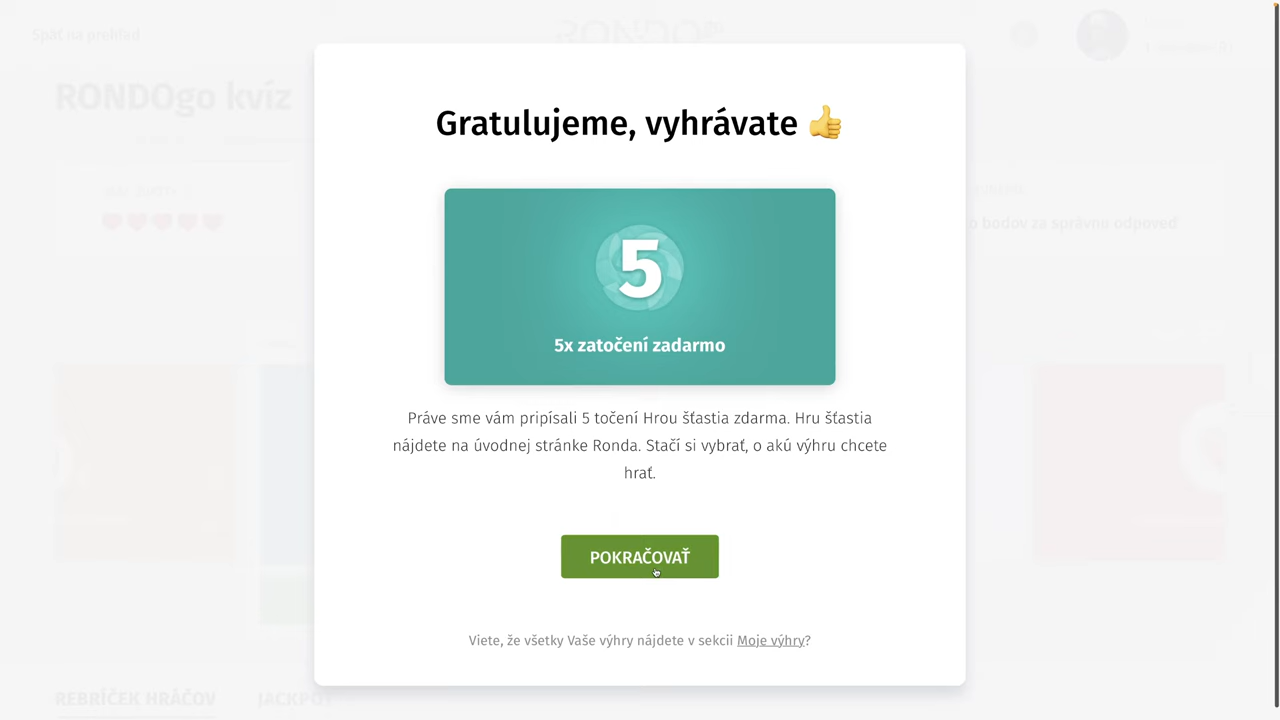 Späť na prehľad
RONDO
RONDOgo kvíz
Gratulujeme, vyhrávate 👍
5
5x zatočení zadarmo
o bodov za správnu odpoveď
Práve sme vám pripísali 5 točení Hrou šťastia zdarma. Hru šťastia
nájdete na úvodnej stránke Ronda. Stačí si vybrať, o akú výhru chcete
hrať.
POKRAČOVAŤ
Viete, že všetky Vaše výhry nájdete v sekcii Moje výhry?
REBRÍČEK HRÁČOV
JACKPOT